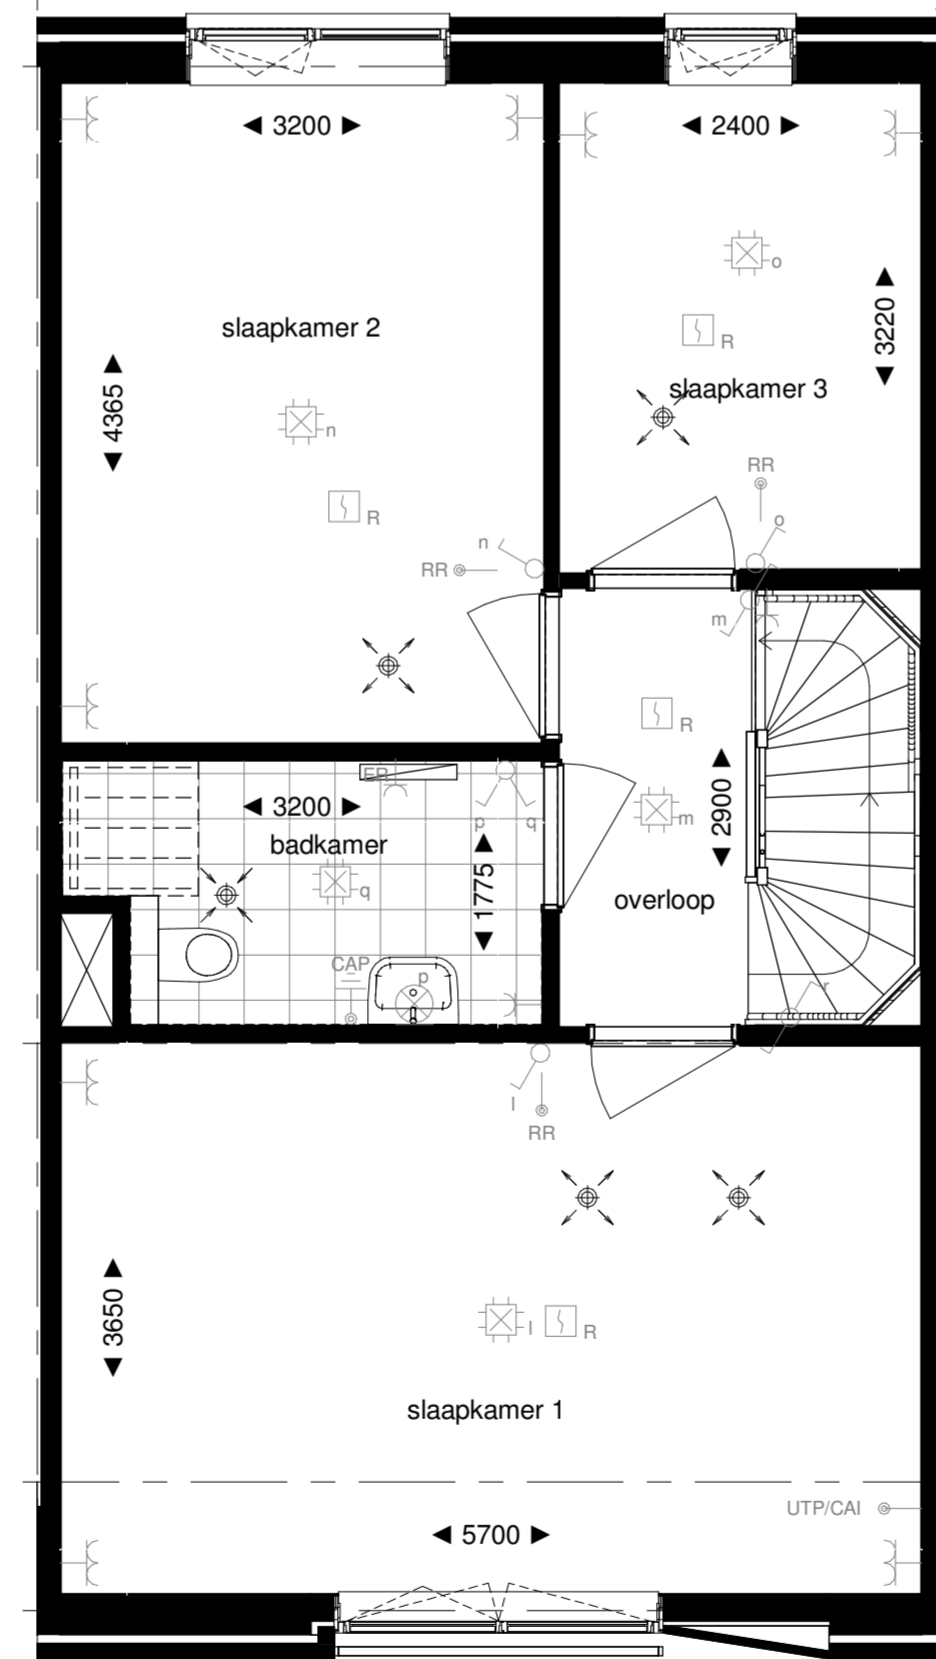 3200
2400
o
slaapkamer 2
3220
R
slaapkamer 3
4365
n
RR
R
o
n
RR
m
R
ER
3200
2900
m
p
q
badkamer
q
1775
overloop
CAP
p
r
l
RR
3650
l
R
slaapkamer 1
UTP/CAI
5700